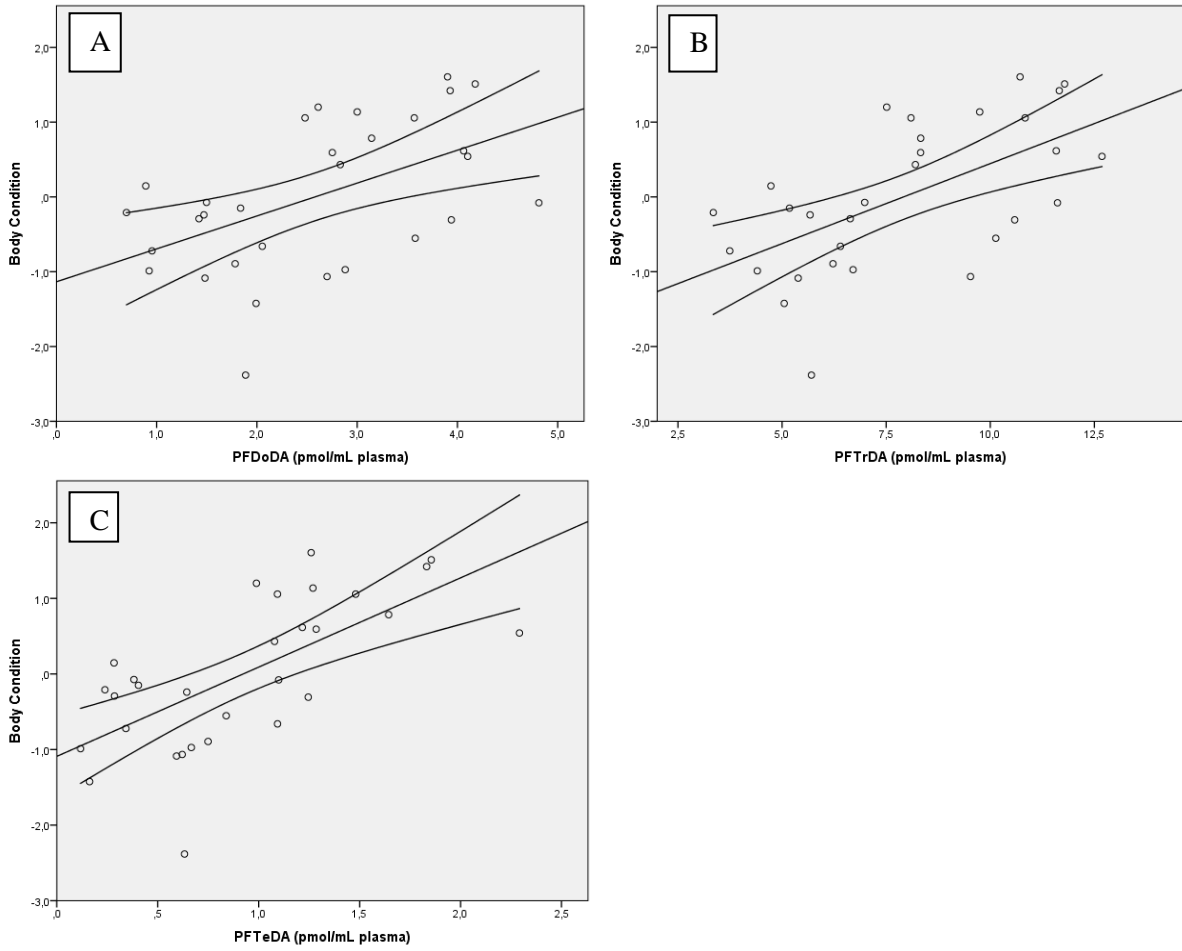 A
Body Condition
2,0
1,0
,0
-1,0
-2,0
-3,0
,0 1,0 2,0 3,0 4,0 5,0
PFDoDA (pmol/mL plasma)
B
Body Condition
2,0
1,0
,0
-1,0
-2,0
-3,0
2,5 5,0 7,5 10,0 12,5
PFTrDA (pmol/mL plasma)
C
Body Condition
2,0
1,0
,0
-1,0
-2,0
-3,0
,0 ,5 1,0 1,5 2,0 2,5
PFTeDA (pmol/mL plasma)